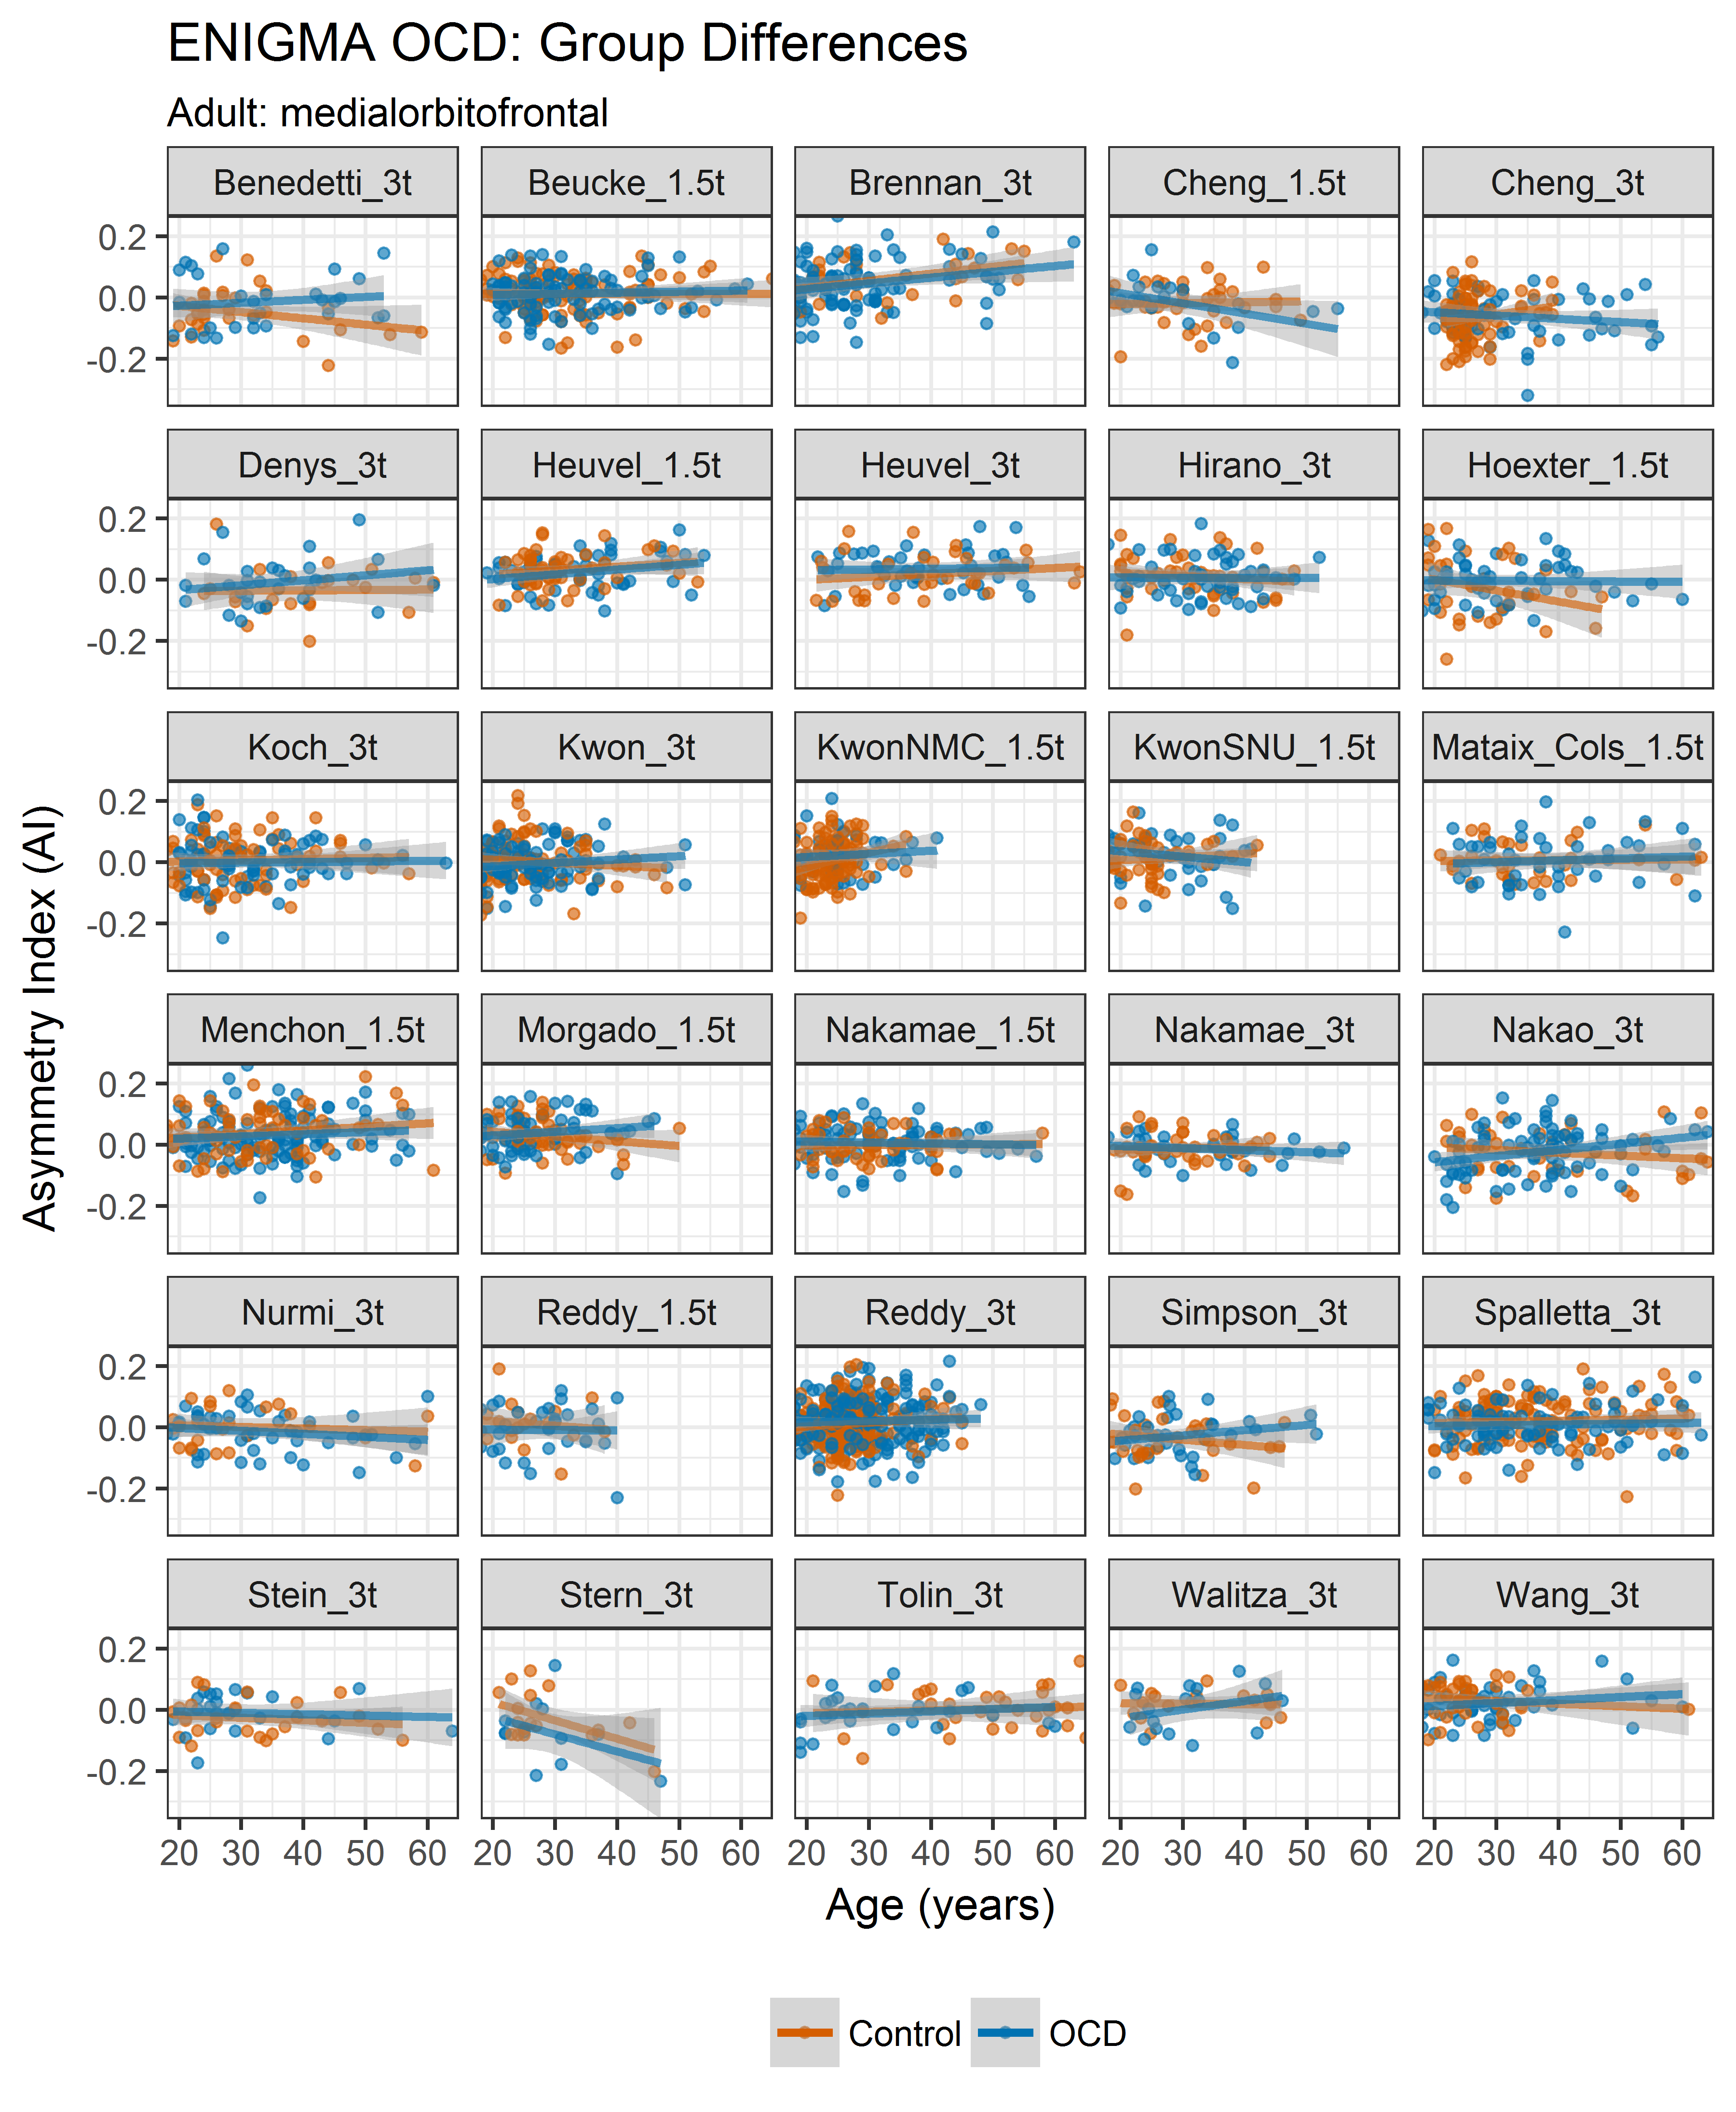 ENIGMA OCD: Group Differences
Adult: medialorbitofrontal
Benedetti_3t Beucke_1.5t Brennan_3t Cheng_1.5t Cheng_3t
0.2
0.0
-0.2
Denys_3t Heuvel_1.5t Heuvel_3t Hirano_3t Hoexter_1.5t
0.2
0.0
-0.2
Koch_3t Kwon_3t KwonNMC_1.5t KwonSNU_1.5t Mataix_Cols_1.5t
0.2
0.0
-0.2
Menchon_1.5t Morgado_1.5t Nakamae_1.5t Nakamae_3t Nakao_3t
0.2
0.0
-0.2
Nurmi_3t Reddy_1.5t Reddy_3t Simpson_3t Spalletta_3t
0.2
0.0
-0.2
Stein_3t Stern_3t Tolin_3t Walitza_3t Wang_3t
0.2
0.0
-0.2
20 30 40 50 60 20 30 40 50 60 20 30 40 50 60 20 30 40 50 60 20 30 40 50 60
Asymmetry Index (AI)
Age (years)
Control OCD